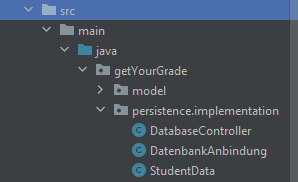 src
main
java
getYourGrade
model
persistence.implementation
DatabaseController
DatenbankAnbindung
StudentData